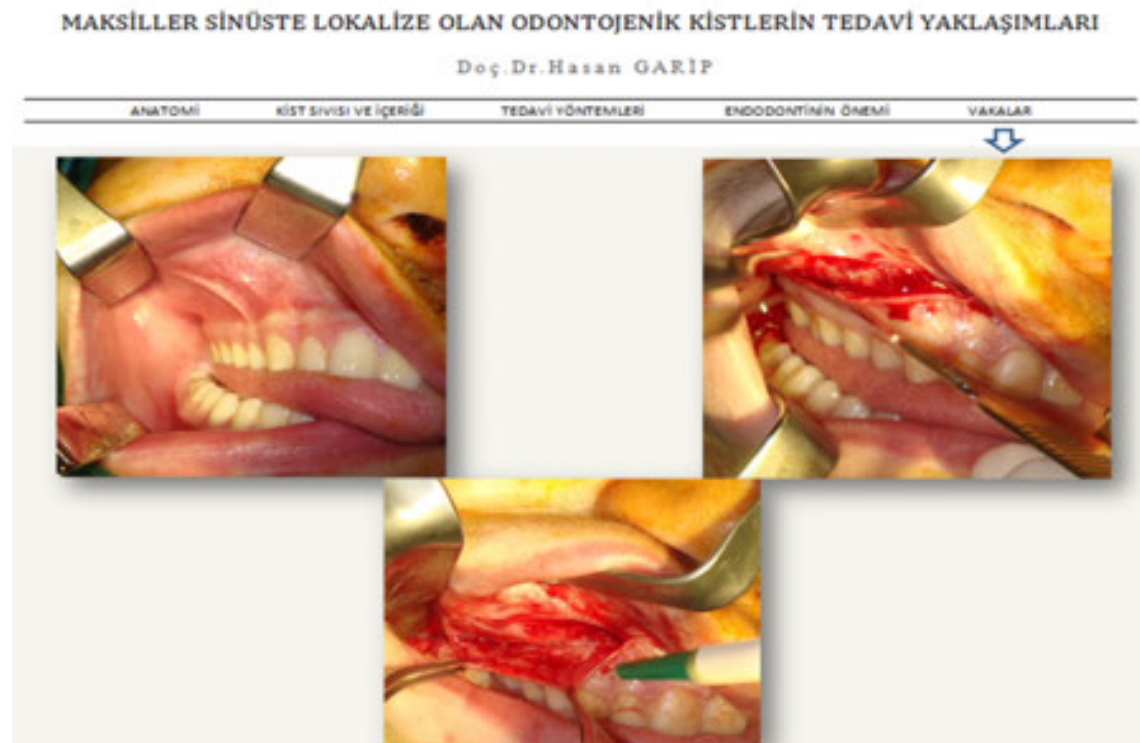 MAKSİLLER SİNÜSTE LOKALİZE OLAN ODONTOJENİK KİSTLERİN TEDAVİ YAKLAŞIMLARI
Doç.Dr.Hasan GARİP
ANATOMİ KİST SIVISI VE İÇERİĞİ TEDAVİ YÖNTEMLERİ ENDODONTİNİN ÖNEMİ VAKALAR